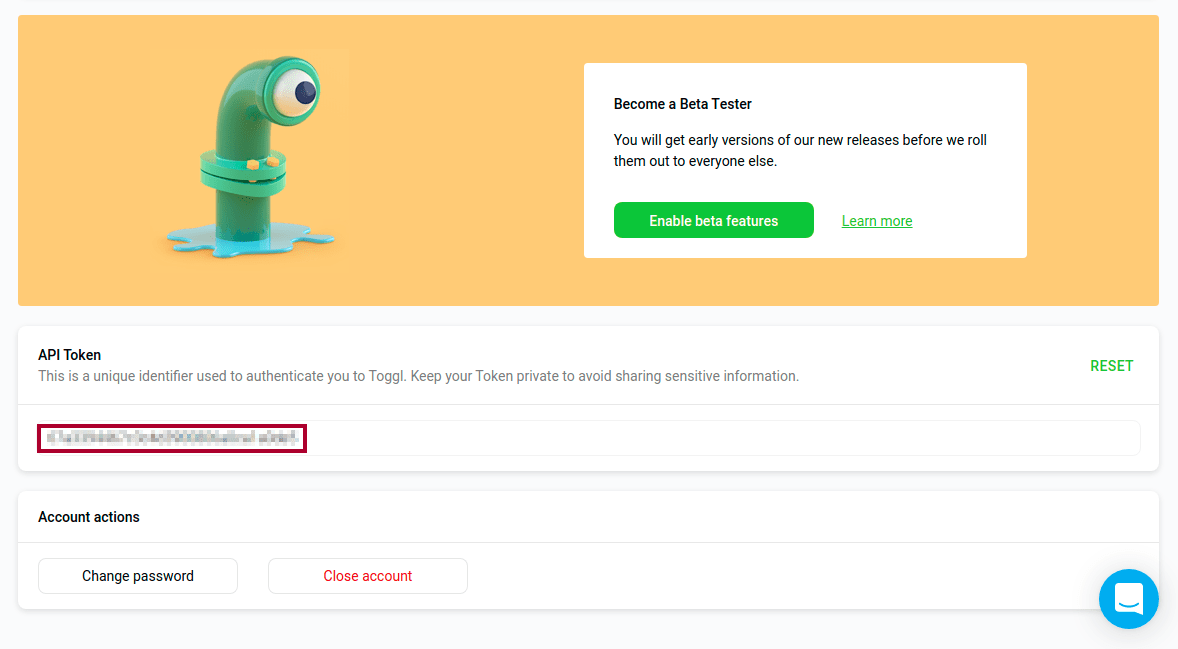 Become a Beta Tester
You will get early versions of our new releases before we roll
them out to everyone else.
Enable beta features
Learn more
API Token
This is a unique identifier used to authenticate you to Toggl. Keep your Token private to avoid sharing sensitive information.
RESET
Account actions
Change password
Close account